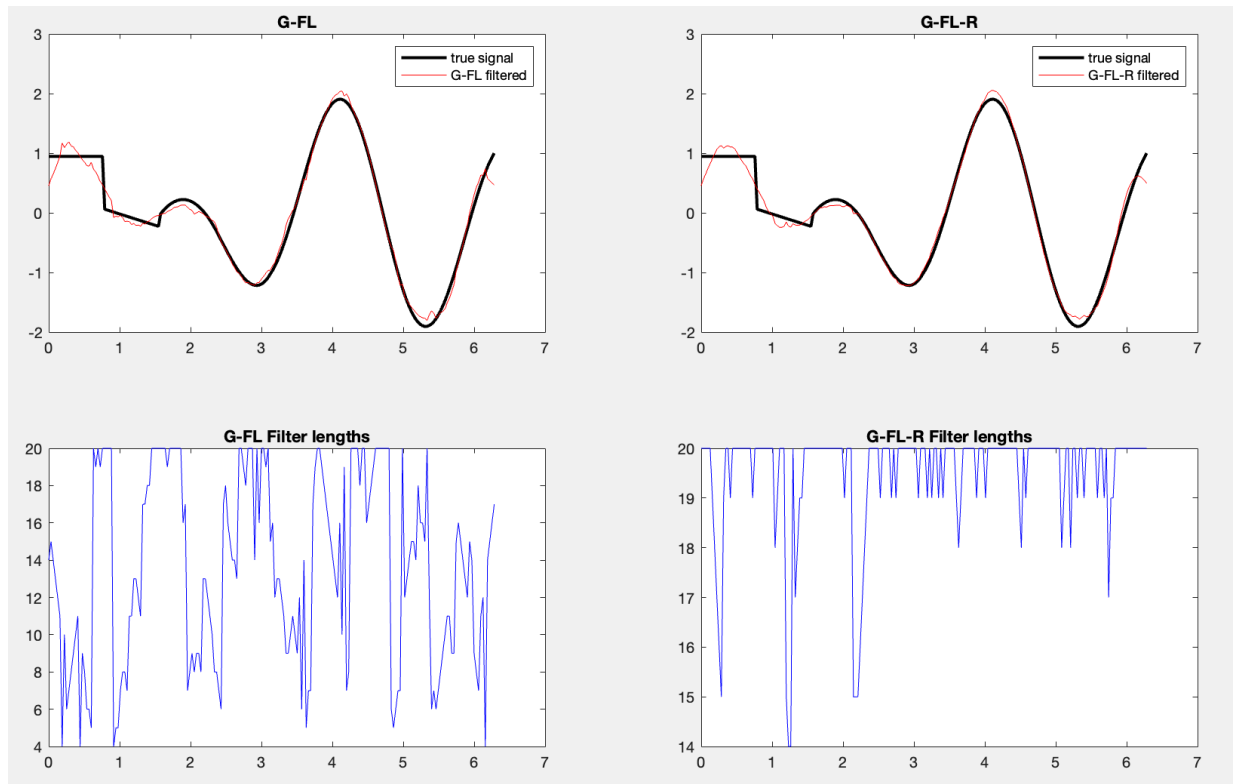 G-FL
3
2
1
0
-1
-2
0 1 2 3 4 5 6 7
true signal
G-FL filtered
G-FL-R
3
2
1
0
-1
-2
0 1 2 3 4 5 6 7
true signal
G-FL-R filtered
G-FL Filter lengths
20
18
16
14
12
10
8
6
4
0 1 2 3 4 5 6 7
G-FL-R Filter lengths
20
19
18
17
16
15
14
0 1 2 3 4 5 6 7